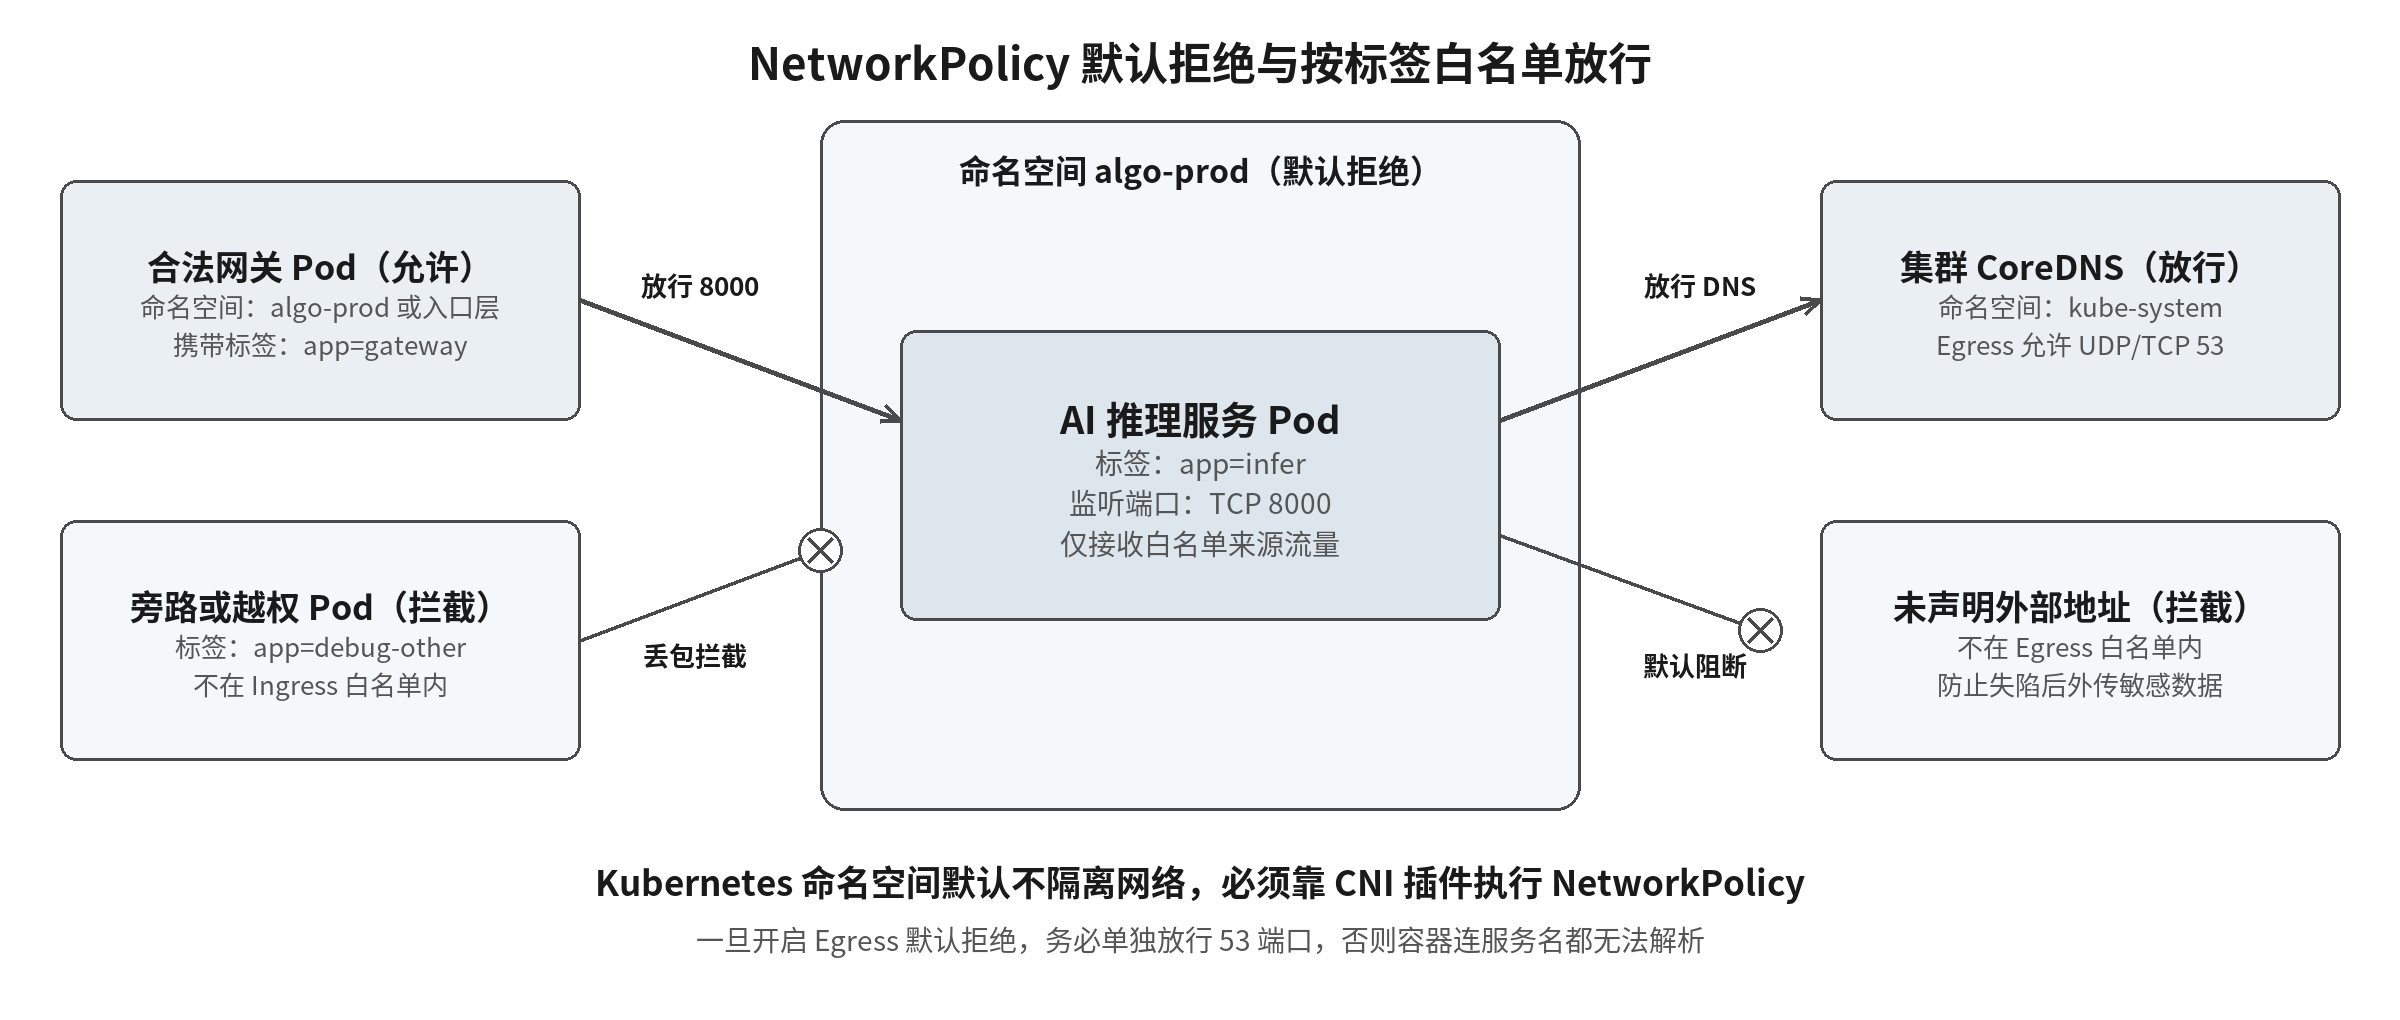 NetworkPolicy 默认拒绝与按标签白名单放行
命名空间 algo-prod（默认拒绝）
合法网关 Pod（允许）
命名空间：algo-prod 或入口层
携带标签：app=gateway
放行 8000
旁路或越权 Pod（拦截）
标签：app=debug-other
不在 Ingress 白名单内
丢包拦截
AI 推理服务 Pod
标签：app=infer
监听端口：TCP 8000
仅接收白名单来源流量
放行 DNS
集群 CoreDNS（放行）
命名空间：kube-system
Egress 允许 UDP/TCP 53
默认阻断
未声明外部地址（拦截）
不在 Egress 白名单内
防止失陷后外传敏感数据
Kubernetes 命名空间默认不隔离网络，必须靠 CNI 插件执行 NetworkPolicy
一旦开启 Egress 默认拒绝，务必单独放行 53 端口，否则容器连服务名都无法解析